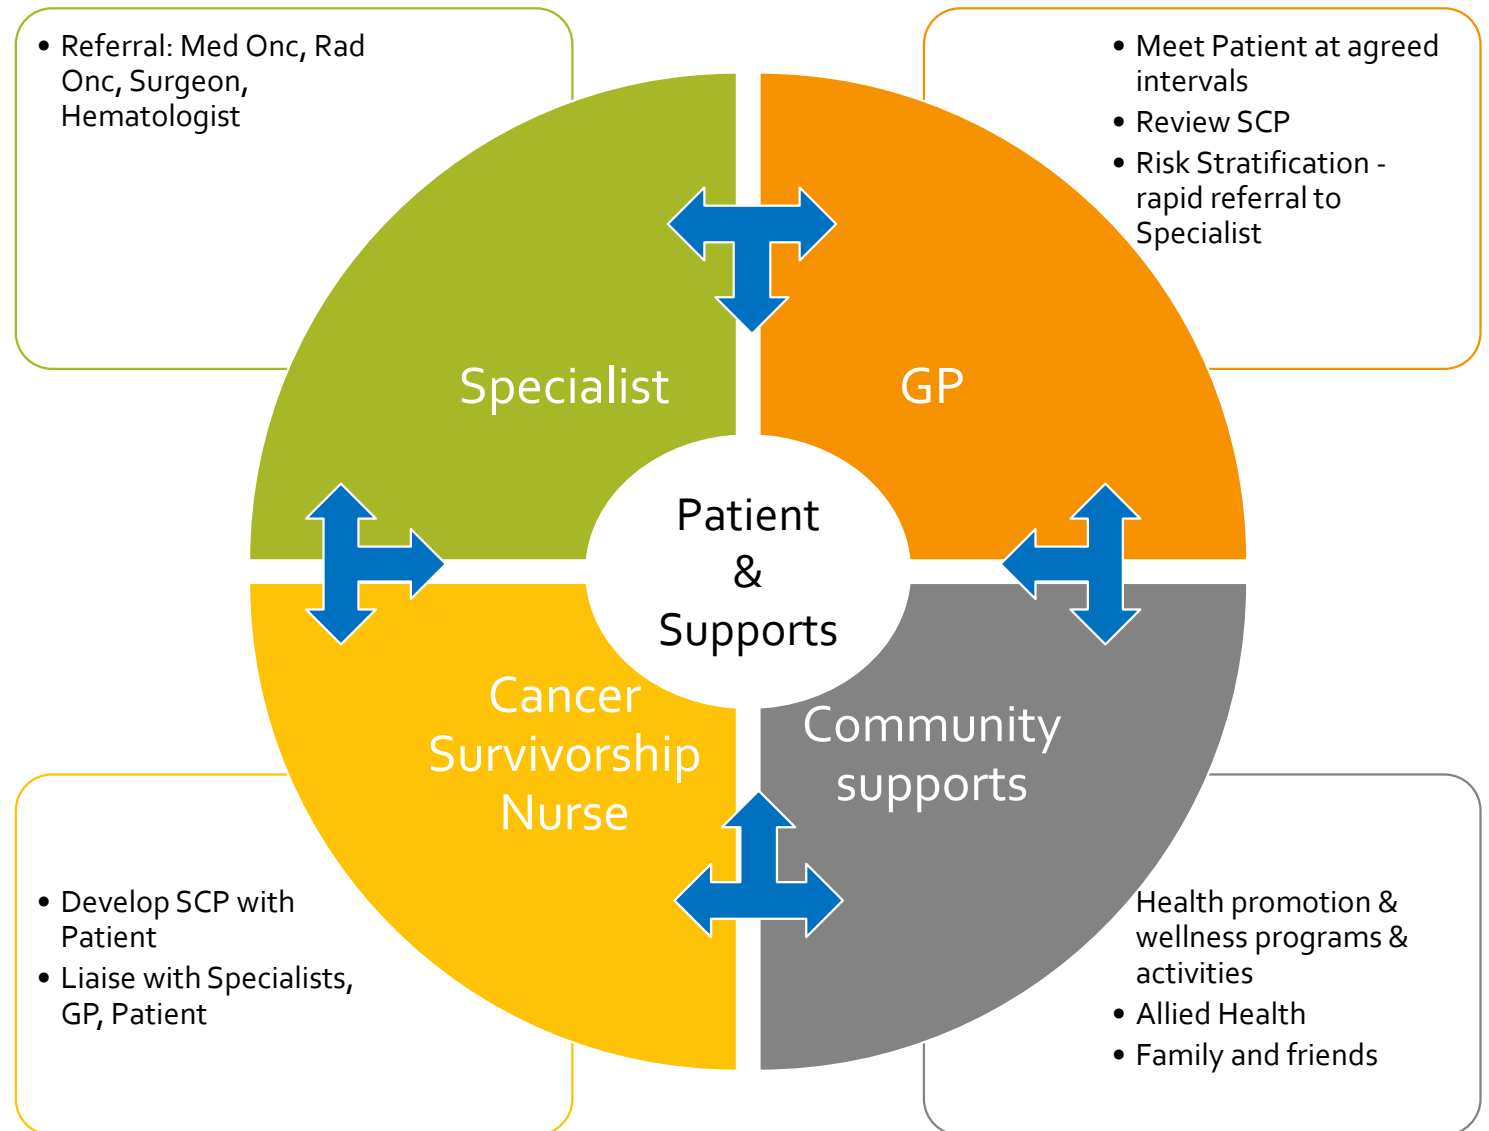 • Referral: Med Onc, Rad
Onc, Surgeon,
Hematologist
• Meet Patient at agreed
intervals
• Review SCP
• Risk Stratification -
rapid referral to
Specialist
Specialist
GP
Patient
&
Supports
Cancer
Survivorship
Nurse
Community
supports
• Develop SCP with
Patient
• Liaise with Specialists,
GP, Patient
Health promotion &
wellness programs &
activities
• Allied Health
• Family and friends